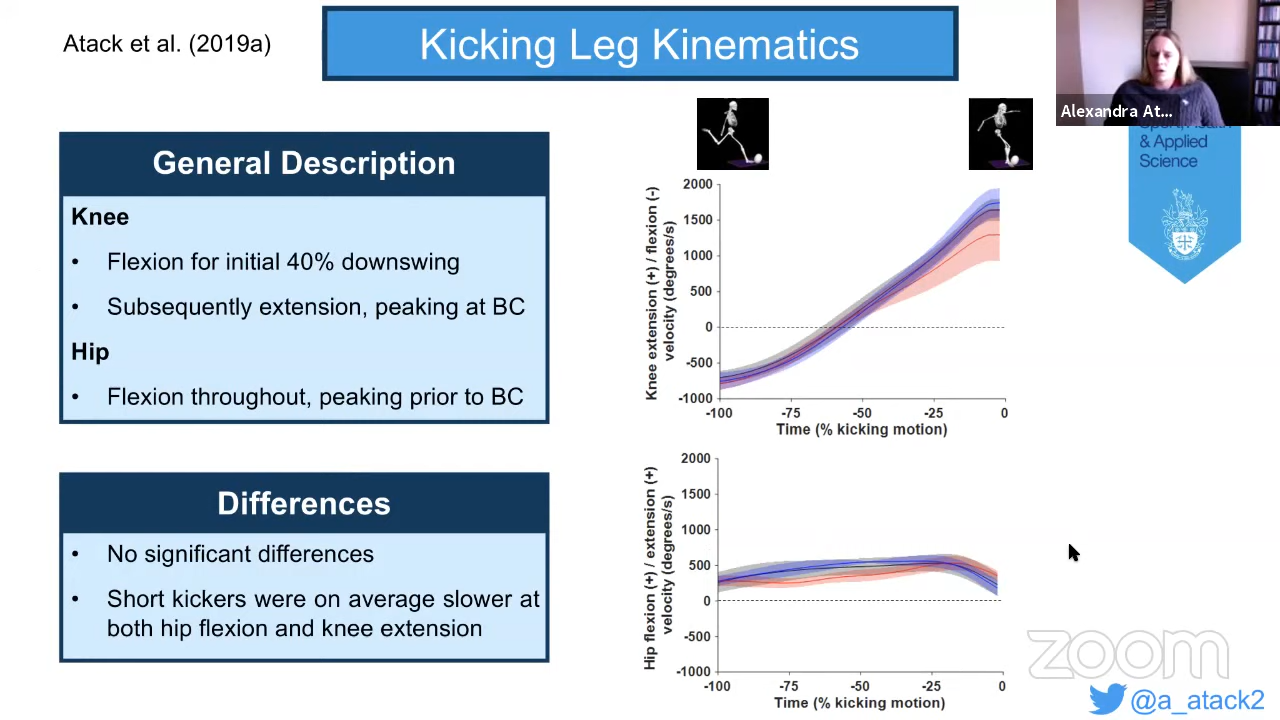 Atack et al. (2019a)
Kicking Leg Kinematics
Alexandra At...
& Applied
Science
General Description
Knee
• Flexion for initial 40% downswing
• Subsequently extension, peaking at BC
Hip
• Flexion throughout, peaking prior to BC
Differences
• No significant differences
• Short kickers were on average slower at
both hip flexion and knee extension
Knee extension (+) / flexion (-)
velocity (degrees/s)
2000
1500
1000
500
0
-500
-1000
-100 -75 -50 -25 0
Time (% kicking motion)
Hip flexion (+) / extension (+)
velocity (degrees/s)
2000
1500
1000
500
0
-500
-1000
-100 -75 -50 -25 0
Time (% kicking motion)
zoom
@a_atack2